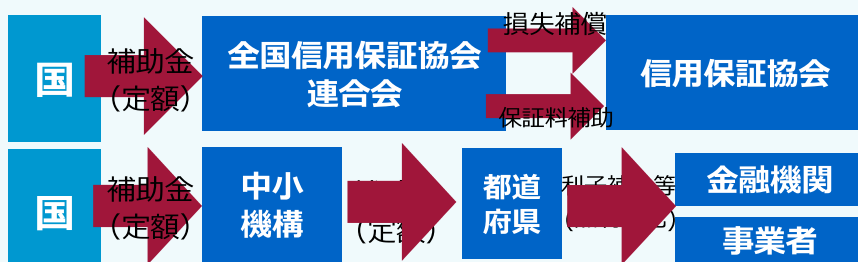 国
補助金
（定額）
全国信用保証協会
連合会
損失補償
保証料補助
信用保証協会
国
補助金
（定額）
中小
機構
（定額）
都道
府県
利子補 等
金融機関
事業者